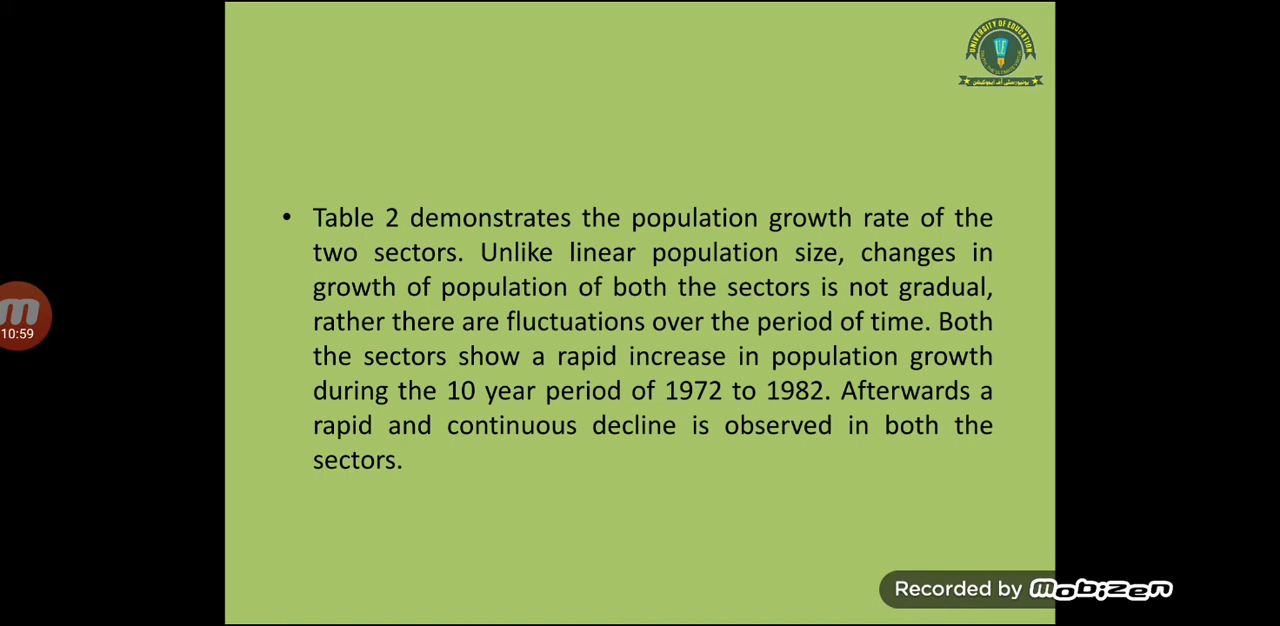 UNIVERSITY OF EDUCATION
یونیورسٹی آف ایجوکیشن
• Table 2 demonstrates the population growth rate of the
two sectors. Unlike linear population size, changes in
growth of population of both the sectors is not gradual,
rather there are fluctuations over the period of time. Both
the sectors show a rapid increase in population growth
during the 10 year period of 1972 to 1982. Afterwards a
rapid and continuous decline is observed in both the
sectors.
10:59
Recorded by mobizen